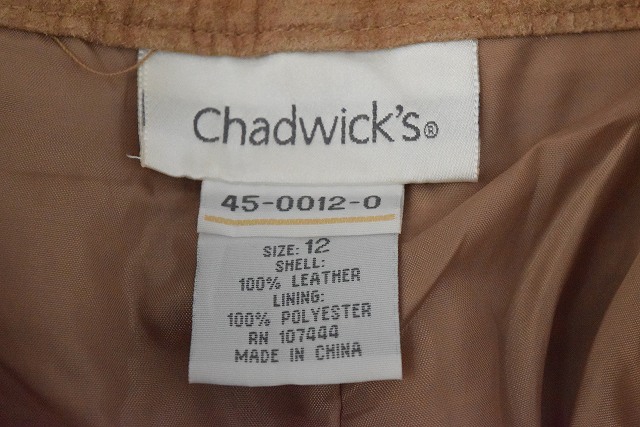 Chadwick's®
45-0012-0
SIZE: 12
SHELL:
100% LEATHER
LINING:
100% POLYESTER
RN 107444
MADE IN CHINA